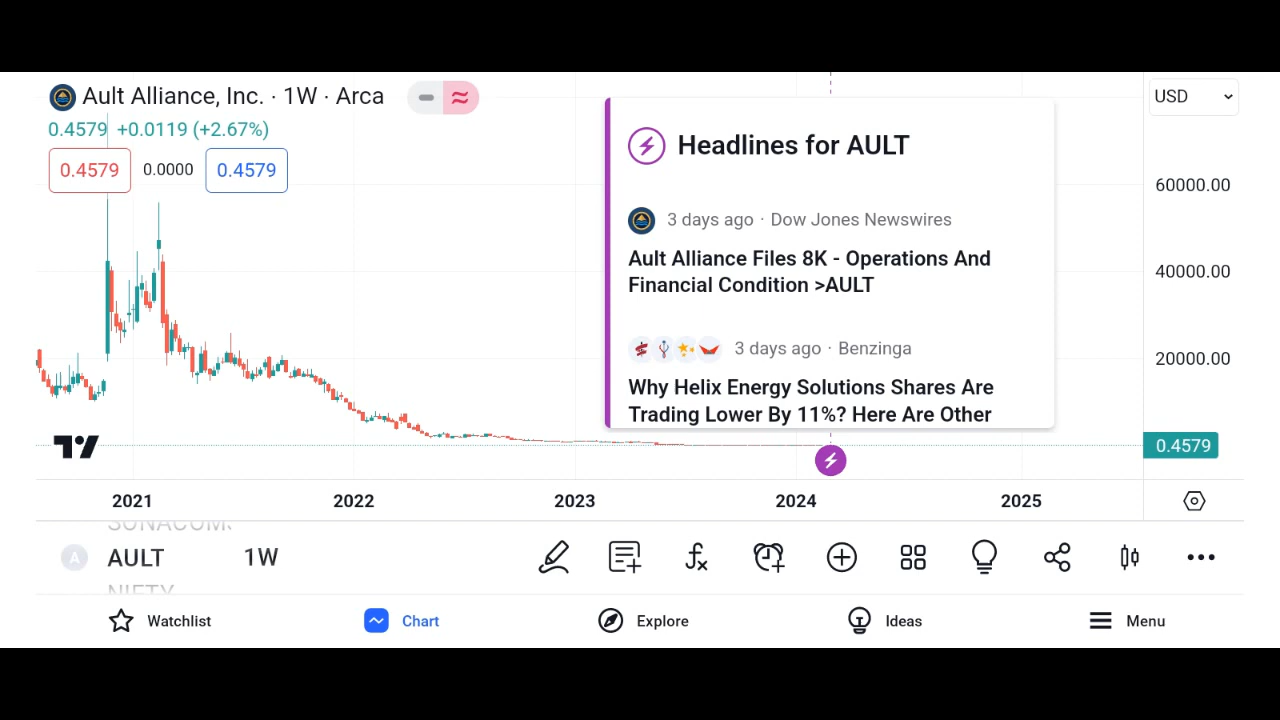 Ault Alliance, Inc. · 1W · Arca
0.4579 +0.0119 (+2.67%)
0.4579 0.0000 0.4579
USD
Headlines for AULT
3 days ago · Dow Jones Newswires
Ault Alliance Files 8K - Operations And
Financial Condition >AULT
3 days ago · Benzinga
Why Helix Energy Solutions Shares Are
Trading Lower By 11%? Here Are Other
60000.00
40000.00
20000.00
0.4579
2021 2022 2023 2024 2025
A AULT 1W
NIFTY
Watchlist Chart Explore Ideas Menu